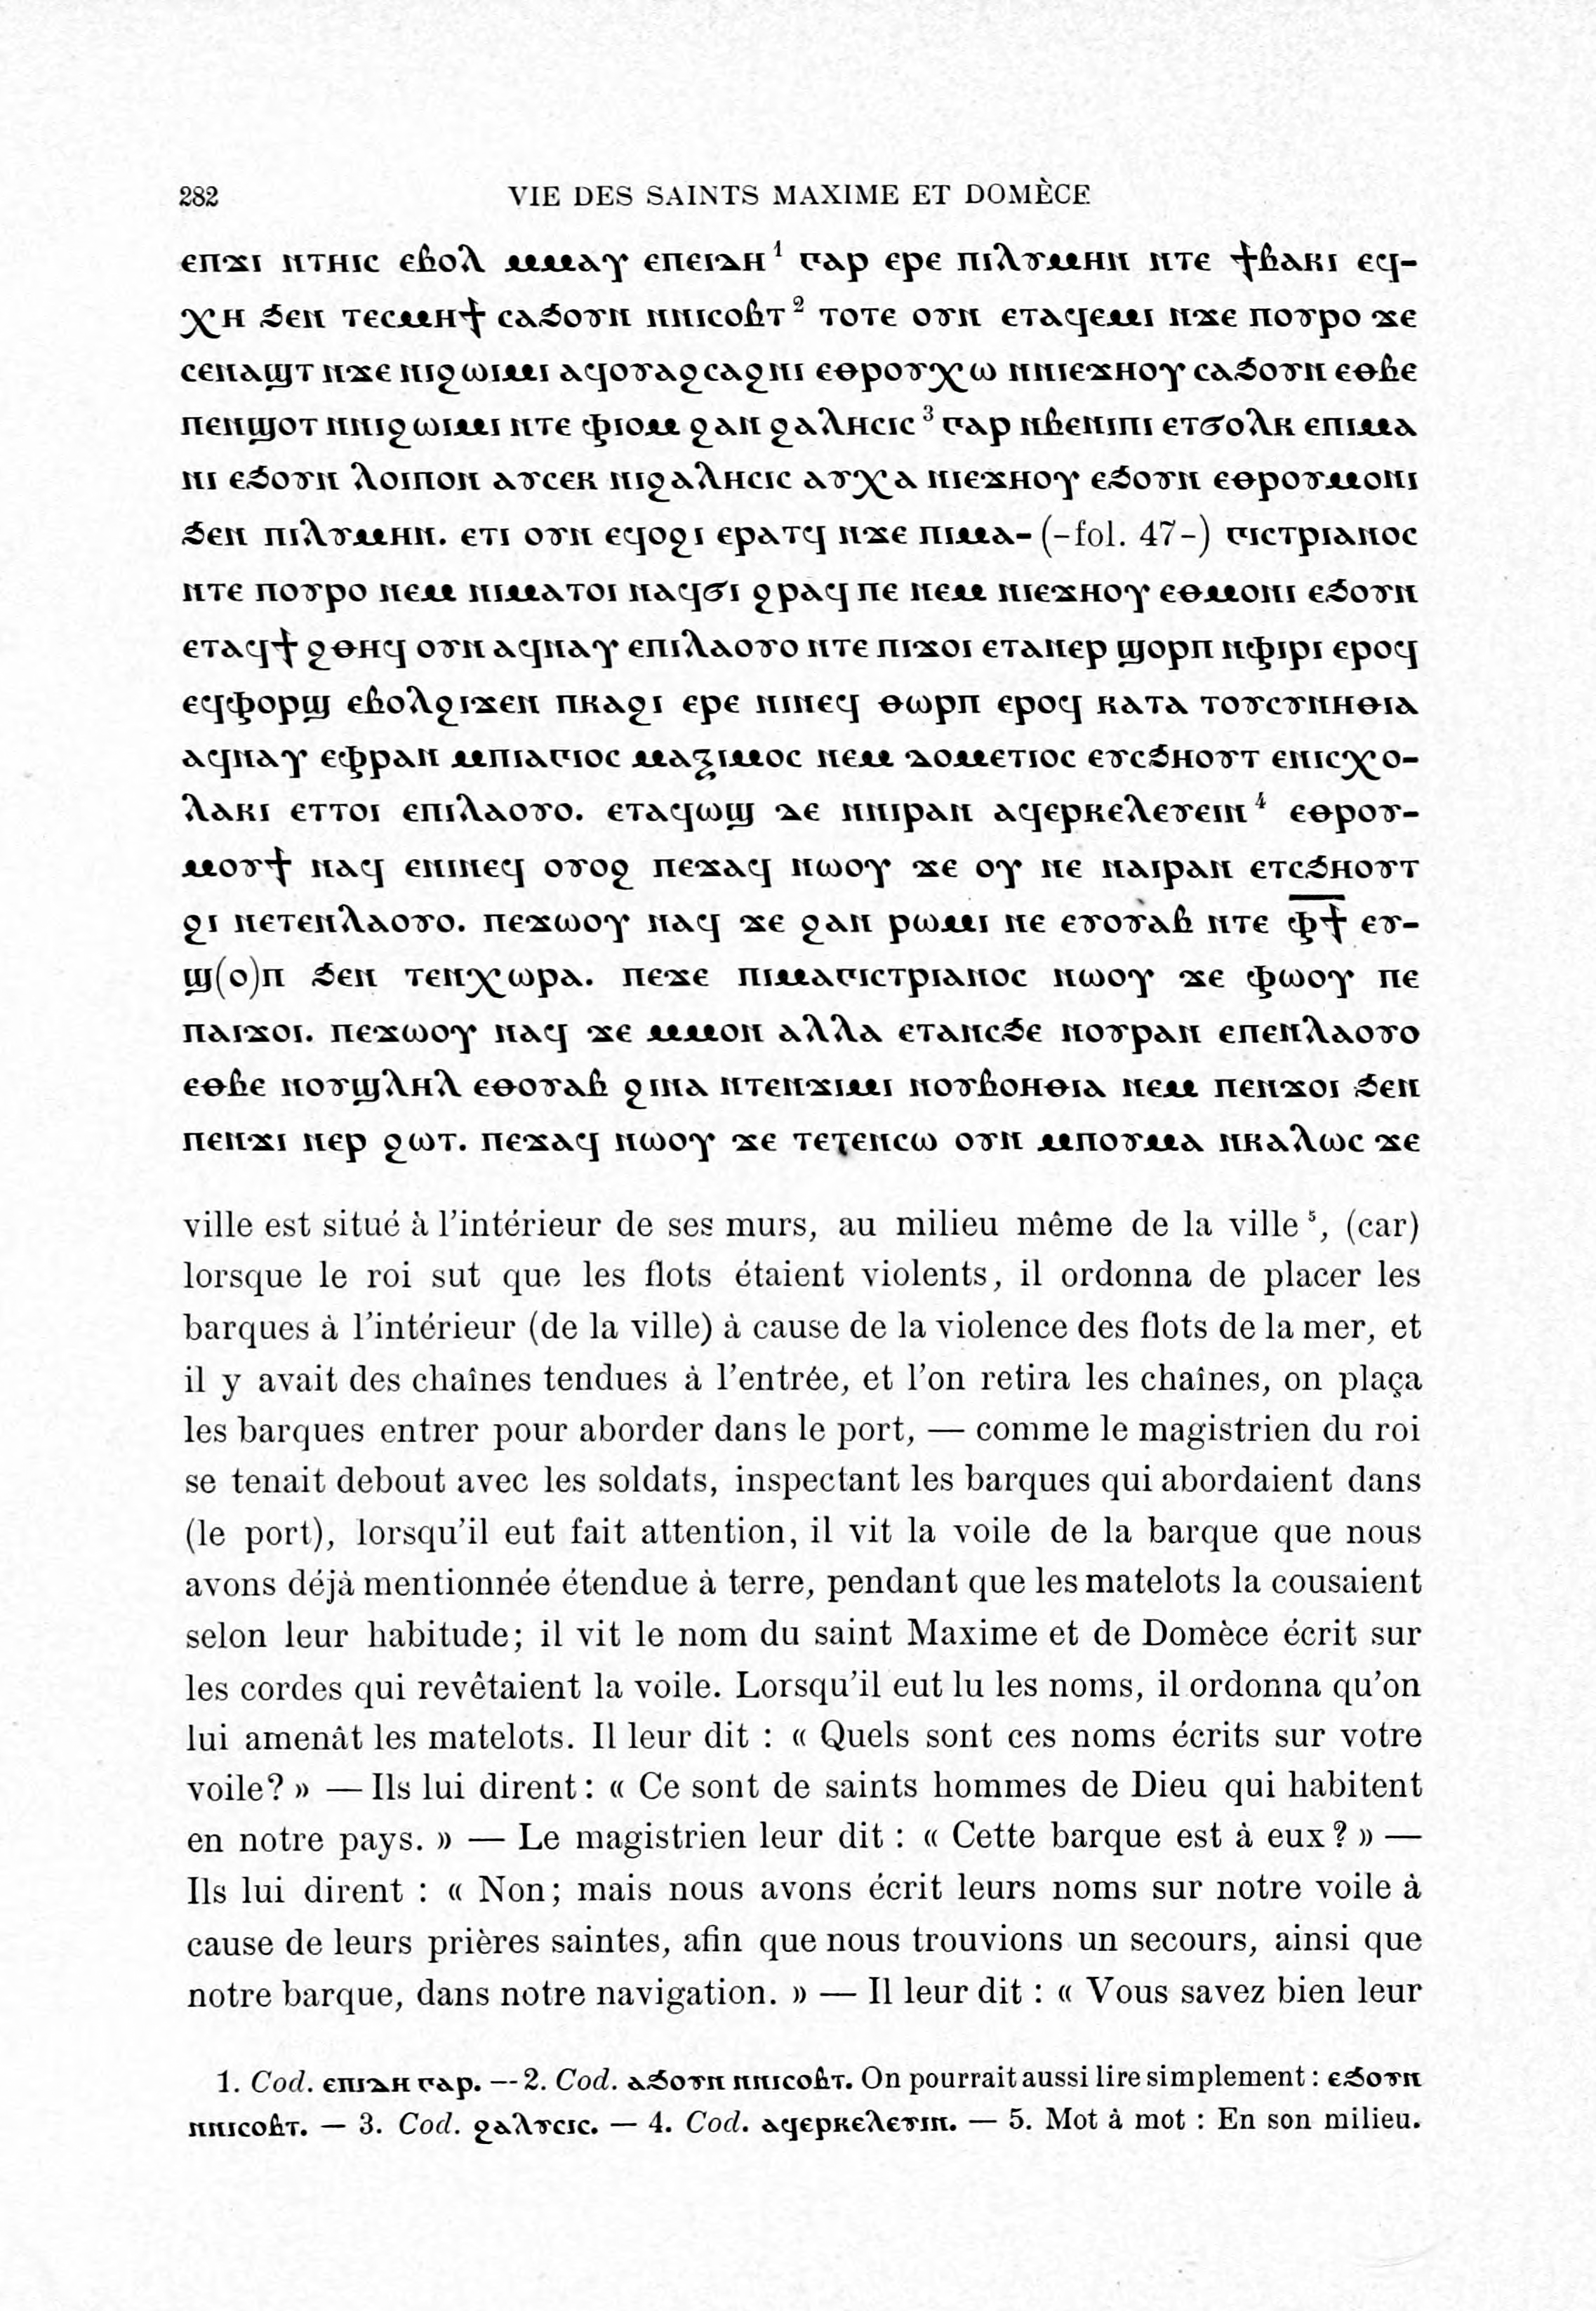 282 VIE DES SAINTS MAXIME ET DOMÈCE
ⲉⲡϫⲓ ⲛⲧⲏⲓⲥ ⲉⲃⲟⲗ ⲙⲙⲁⲩ ⲉⲡⲉⲓⲇⲏ¹ ⲅⲁⲣ ⲉⲣⲉ ⲡⲓⲗⲩⲙⲏⲛ ⲛⲧⲉ ϯⲃⲁⲕⲓ ⲉϥ-
ⲭⲏ ϧⲉⲛ ⲧⲉⲥⲙⲏϯ ⲥⲁϧⲟⲩⲛ ⲛⲛⲓⲥⲟⲃⲧ² ⲧⲟⲧⲉ ⲟⲩⲛ ⲉⲧⲁϥⲉⲙⲓ ⲛϫⲉ ⲡⲟⲩⲣⲟ ϫⲉ
ⲥⲉⲛⲁϣⲧ ⲛϫⲉ ⲛⲓϩⲱⲓⲙⲓ ⲁϥⲟⲩⲁϩⲥⲁϩⲛⲓ ⲉⲑⲣⲟⲩⲭⲱ ⲛⲛⲓⲉϫⲏⲟⲩ ⲥⲁϧⲟⲩⲛ ⲉⲑⲃⲉ
ⲡⲉⲛϣⲟⲧ ⲛⲛⲓϩⲱⲓⲙⲓ ⲛⲧⲉ ⲫⲓⲟⲙ ϩⲁⲛ ϩⲁⲗⲏⲥⲓⲥ³ ⲅⲁⲣ ⲛⲃⲉⲛⲓⲡⲓ ⲉⲧϭⲟⲗⲕ ⲉⲡⲓⲙⲁ
ⲛⲓ ⲉϧⲟⲩⲛ ⲗⲟⲓⲡⲟⲛ ⲁⲩⲥⲉⲕ ⲛⲓϩⲁⲗⲏⲥⲓⲥ ⲁⲩⲭⲁ ⲛⲓⲉϫⲏⲟⲩ ⲉϧⲟⲩⲛ ⲉⲑⲣⲟⲩⲙⲟⲛⲓ
ϧⲉⲛ ⲡⲓⲗⲩⲙⲏⲛ. ⲉⲧⲓ ⲟⲩⲛ ⲉϥⲟϩⲓ ⲉⲣⲁⲧϥ ⲛϫⲉ ⲡⲓⲙⲁ- (-fol. 47-) ⲅⲓⲥⲧⲣⲓⲁⲛⲟⲥ
ⲛⲧⲉ ⲡⲟⲩⲣⲟ ⲛⲉⲙ ⲛⲓⲙⲁⲧⲟⲓ ⲛⲁϥϭⲓ ϩⲣⲁϥ ⲡⲉ ⲛⲉⲙ ⲛⲓⲉϫⲏⲟⲩ ⲉⲑⲙⲟⲛⲓ ⲉϧⲟⲩⲛ
ⲉⲧⲁϥϯ ϩⲑⲏϥ ⲟⲩⲛ ⲁϥⲛⲁⲩ ⲉⲡⲓⲗⲁⲟⲩⲟ ⲛⲧⲉ ⲡⲓϫⲟⲓ ⲉⲧⲁⲛⲉⲣ ϣⲟⲣⲡ ⲛⲫⲓⲣⲓ ⲉⲣⲟϥ
ⲉϥⲫⲟⲣϣ ⲉⲃⲟⲗϩⲓϫⲉⲛ ⲡⲕⲁϩⲓ ⲉⲣⲉ ⲛⲓⲛⲉϥ ⲑⲱⲣⲡ ⲉⲣⲟϥ ⲕⲁⲧⲁ ⲧⲟⲩⲥⲩⲛⲏⲑⲓⲁ
ⲁϥⲛⲁⲩ ⲉⲫⲣⲁⲛ ⲙⲡⲓⲁⲅⲓⲟⲥ ⲙⲁⲝⲓⲙⲟⲥ ⲛⲉⲙ ⲇⲟⲙⲉⲧⲓⲟⲥ ⲉⲩⲥϧⲏⲟⲩⲧ ⲉⲛⲓⲥⲭⲟ-
ⲗⲁⲕⲓ ⲉⲧⲧⲟⲓ ⲉⲡⲓⲗⲁⲟⲩⲟ. ⲉⲧⲁϥⲱϣ ⲇⲉ ⲛⲛⲓⲣⲁⲛ ⲁϥⲉⲣⲕⲉⲗⲉⲩⲉⲓⲛ⁴ ⲉⲑⲣⲟⲩ-
ⲙⲟⲩϯ ⲛⲁϥ ⲉⲛⲓⲛⲉϥ ⲟⲩⲟϩ ⲡⲉϫⲁϥ ⲛⲱⲟⲩ ϫⲉ ⲟⲩ ⲛⲉ ⲛⲁⲓⲣⲁⲛ ⲉⲧⲥϧⲏⲟⲩⲧ
ϩⲓ ⲡⲉⲧⲉⲛⲗⲁⲟⲩⲟ. ⲡⲉϫⲱⲟⲩ ⲛⲁϥ ϫⲉ ϩⲁⲛ ⲣⲱⲙⲓ ⲛⲉ ⲉⲩⲟⲩⲁⲃ ⲛⲧⲉ ⲫ̅ϯ̅ ⲉⲩ-
ϣ(ⲟ)ⲡ ϧⲉⲛ ⲧⲉⲛⲭⲱⲣⲁ. ⲡⲉϫⲉ ⲡⲓⲙⲁⲅⲓⲥⲧⲣⲓⲁⲛⲟⲥ ⲛⲱⲟⲩ ϫⲉ ⲫⲱⲟⲩ ⲡⲉ
ⲡⲁⲓϫⲟⲓ. ⲡⲉϫⲱⲟⲩ ⲛⲁϥ ϫⲉ ⲙⲙⲟⲛ ⲁⲗⲗⲁ ⲉⲧⲁⲛⲥϧⲉ ⲛⲟⲩⲣⲁⲛ ⲉⲡⲉⲛⲗⲁⲟⲩⲟ
ⲉⲑⲃⲉ ⲛⲟⲩϣⲗⲏⲗ ⲉⲑⲟⲩⲁⲃ ϩⲓⲛⲁ ⲛⲧⲉⲛϫⲓⲙⲓ ⲛⲟⲩⲃⲟⲏⲑⲓⲁ ⲛⲉⲙ ⲡⲉⲛϫⲟⲓ ϧⲉⲛ
ⲡⲉⲛϫⲓ ⲛⲉⲣ ϩⲱⲧ. ⲡⲉϫⲁϥ ⲛⲱⲟⲩ ϫⲉ ⲧⲉⲧⲉⲛⲥⲱ ⲟⲩⲛ ⲙⲡⲟⲩⲙⲁ ⲛⲕⲁⲗⲱⲥ ϫⲉ
ville est situé à l'intérieur de ses murs, au milieu même de la ville⁵, (car)
lorsque le roi sut que les flots étaient violents, il ordonna de placer les
barques à l'intérieur (de la ville) à cause de la violence des flots de la mer, et
il y avait des chaînes tendues à l'entrée, et l'on retira les chaînes, on plaça
les barques entrer pour aborder dans le port, — comme le magistrien du roi
se tenait debout avec les soldats, inspectant les barques qui abordaient dans
(le port), lorsqu'il eut fait attention, il vit la voile de la barque que nous
avons déjà mentionnée étendue à terre, pendant que les matelots la cousaient
selon leur habitude; il vit le nom du saint Maxime et de Domèce écrit sur
les cordes qui revêtaient la voile. Lorsqu'il eut lu les noms, il ordonna qu'on
lui amenât les matelots. Il leur dit : « Quels sont ces noms écrits sur votre
voile? » — Ils lui dirent : « Ce sont de saints hommes de Dieu qui habitent
en notre pays. » — Le magistrien leur dit : « Cette barque est à eux ? » —
Ils lui dirent : « Non; mais nous avons écrit leurs noms sur notre voile à
cause de leurs prières saintes, afin que nous trouvions un secours, ainsi que
notre barque, dans notre navigation. » — Il leur dit : « Vous savez bien leur
1. Cod. ⲉⲡⲓⲇⲏ ⲅⲁⲣ. — 2. Cod. ⲁϧⲟⲩⲛ ⲛⲛⲓⲥⲟⲃⲧ. On pourrait aussi lire simplement : ⲉϧⲟⲩⲛ
ⲛⲛⲓⲥⲟⲃⲧ. — 3. Cod. ϩⲁⲗⲩⲥⲓⲥ. — 4. Cod. ⲁϥⲉⲣⲕⲉⲗⲉⲩⲓⲛ. — 5. Mot à mot : En son milieu.